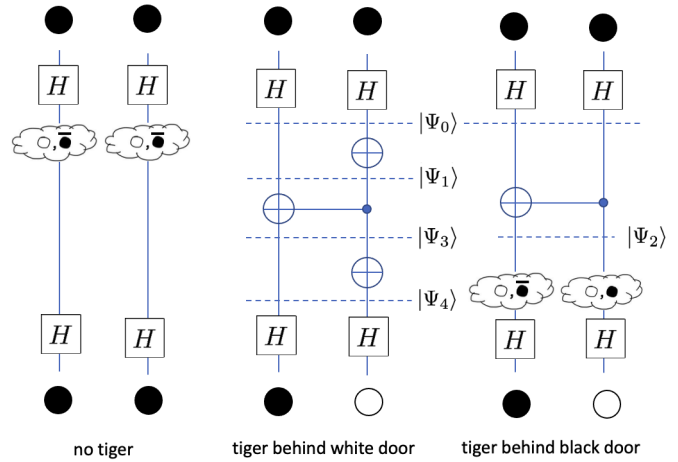 H H H H H H
|Ψ₀⟩
|Ψ₁⟩
|Ψ₃⟩
|Ψ₂⟩
|Ψ₄⟩
H H H H H H
no tiger
tiger behind white door
tiger behind black door